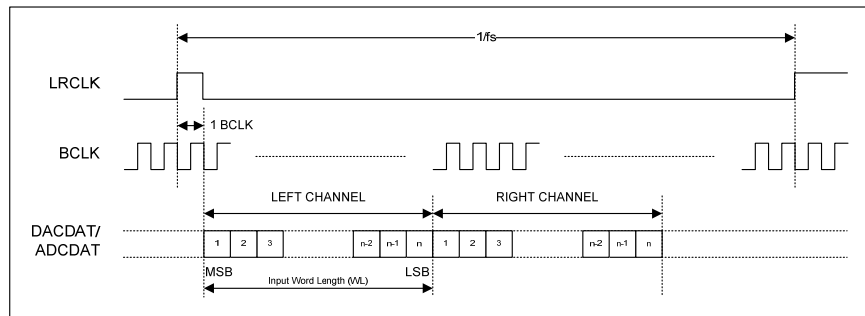 1/fs
LRCLK
1 BCLK
BCLK
LEFT CHANNEL RIGHT CHANNEL
DACDAT/
ADCDAT
1 2 3 n-2 n-1 n 1 2 3 n-2 n-1 n
MSB LSB
Input Word Length (WL)